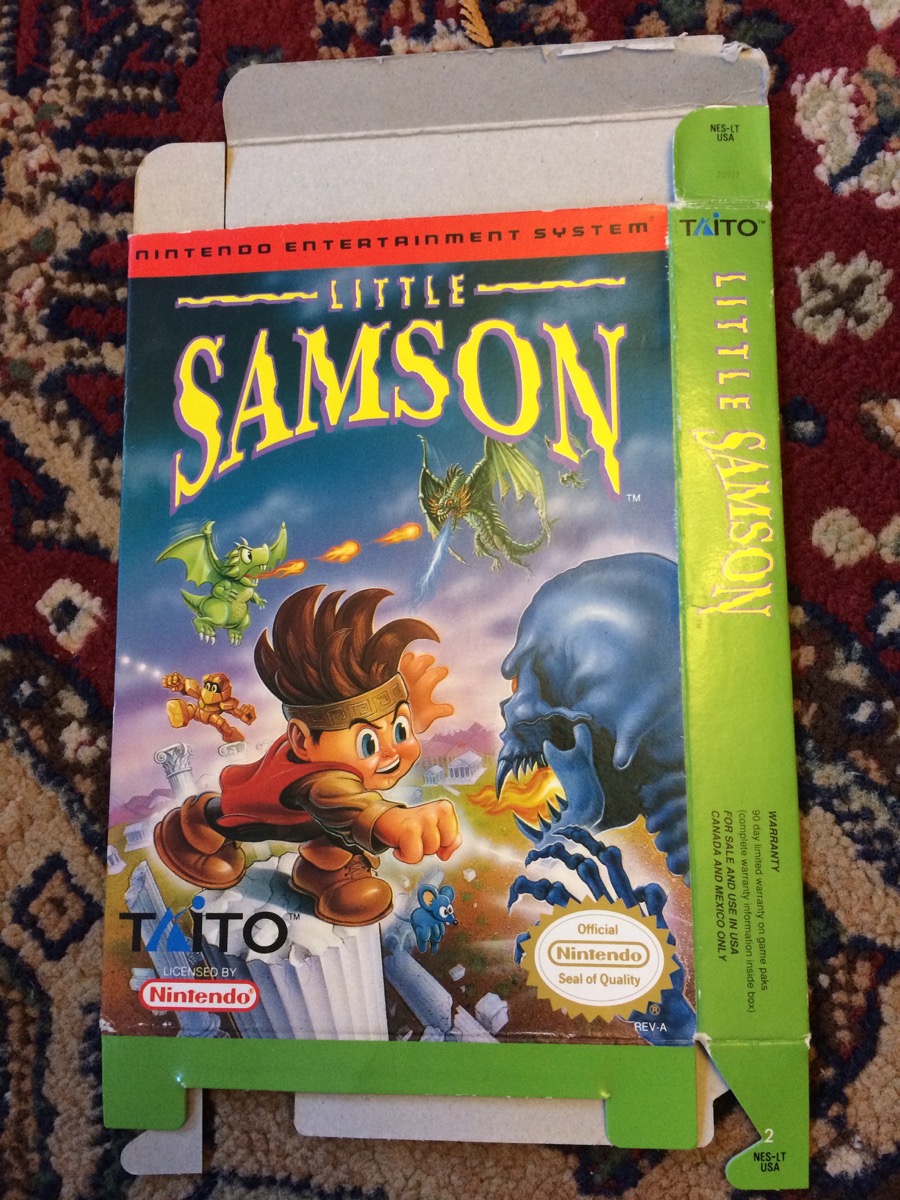 NES-LT
USA
NINTENDO ENTERTAINMENT SYSTEM
TAITO™
LITTLE
SAMSON
™
LITTLE SAMSON
WARRANTY
90 day limited warranty on game paks
(complete warranty information inside box)
FOR SALE AND USE IN USA
CANADA AND MEXICO ONLY
TAITO™
LICENSED BY
Nintendo®
Official
Nintendo
Seal of Quality
®
REV-A
2
NES-LT
USA